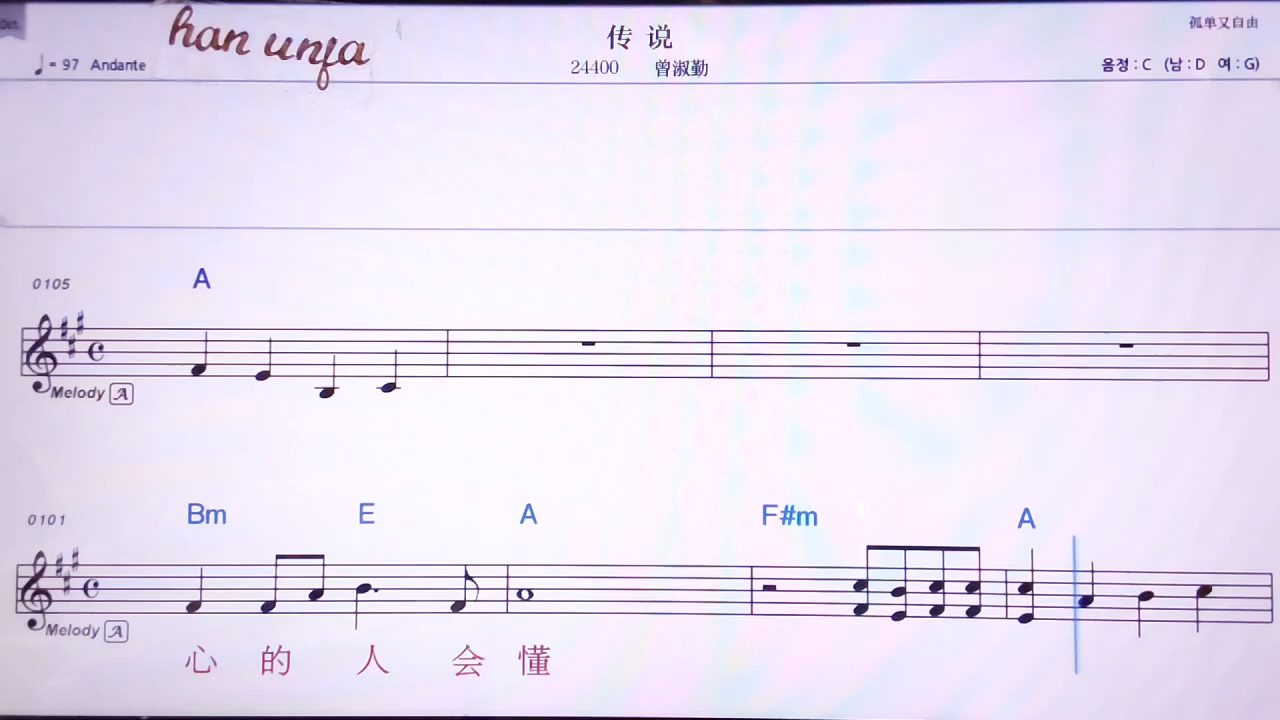 han unfa
传说
孤单又自由
♩= 97 Andante
24400 曾淑勤
음정 : C (남 : D 여 : G)
0105
A
Melody A
0101
Bm E A F#m A
Melody A
心 的 人 会 懂